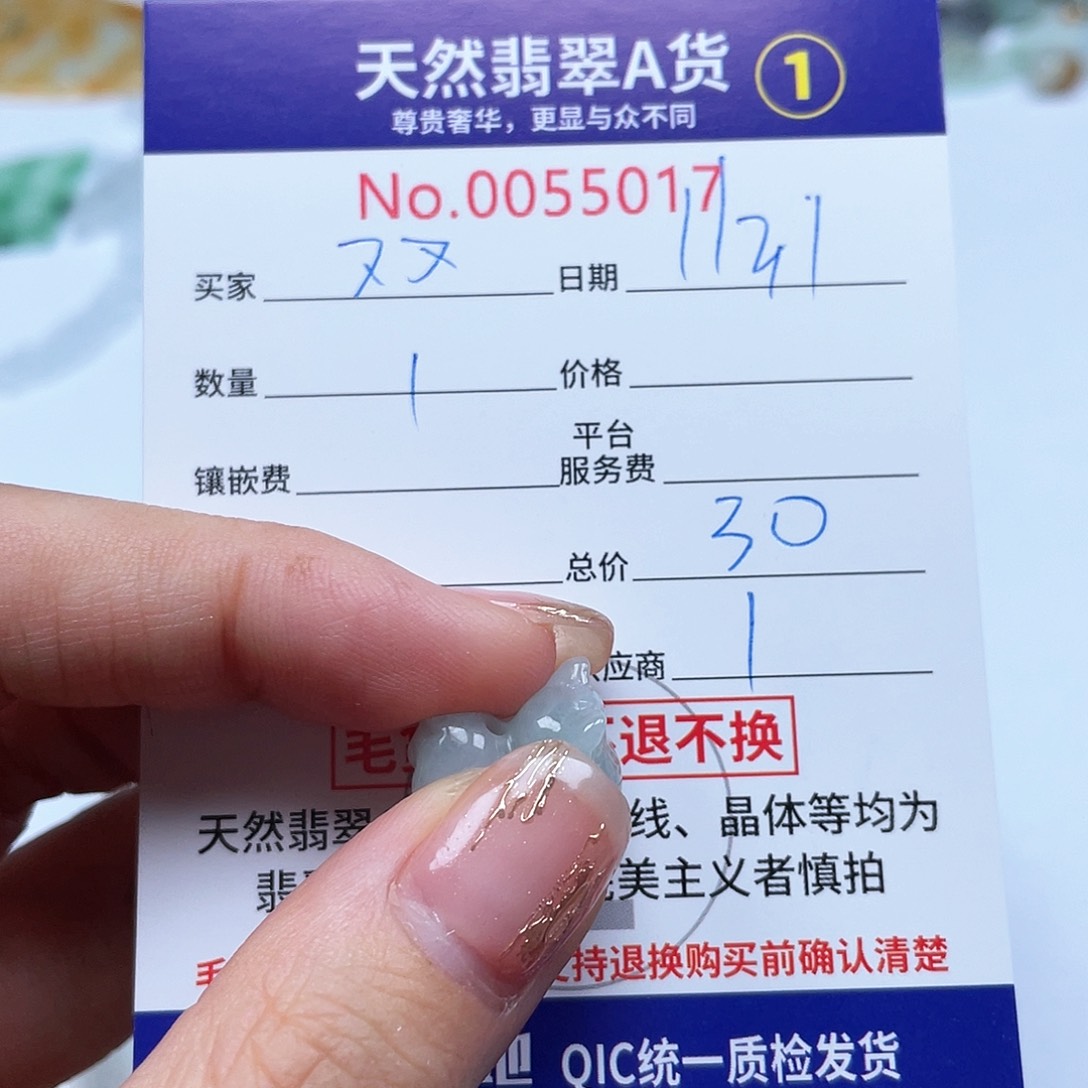 天然翡翠A货 1
尊贵奢华，更显与众不同
No.0055017
买家 又又 日期 1121
数量 1 价格
平台
镶嵌费 服务费
总价 30
应商 1
退不换
天然翡翠 线、晶体等均为
美主义者慎拍
持退换购买前确认清楚
QIC统一质检发货